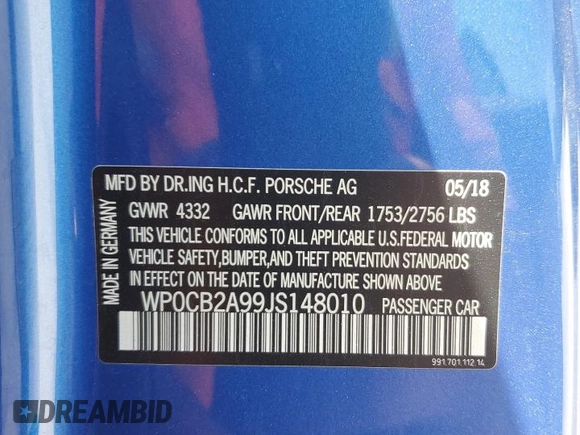 MFD BY DR.ING H.C.F. PORSCHE AG 05/18
GVWR 4332 GAWR FRONT/REAR 1753/2756 LBS
THIS VEHICLE CONFORMS TO ALL APPLICABLE U.S.FEDERAL MOTOR
VEHICLE SAFETY,BUMPER,AND THEFT PREVENTION STANDARDS
IN EFFECT ON THE DATE OF MANUFACTURE SHOWN ABOVE
WP0CB2A99JS148010 PASSENGER CAR
MADE IN GERMANY
991.701.112.14
DREAMBID